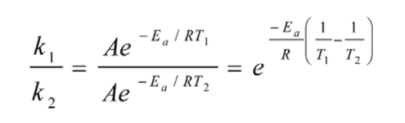 k₁/k₂ = Ae^(-Eₐ / RT₁) / Ae^(-Eₐ / RT₂) = e^((-Eₐ/R)(1/T₁ - 1/T₂))